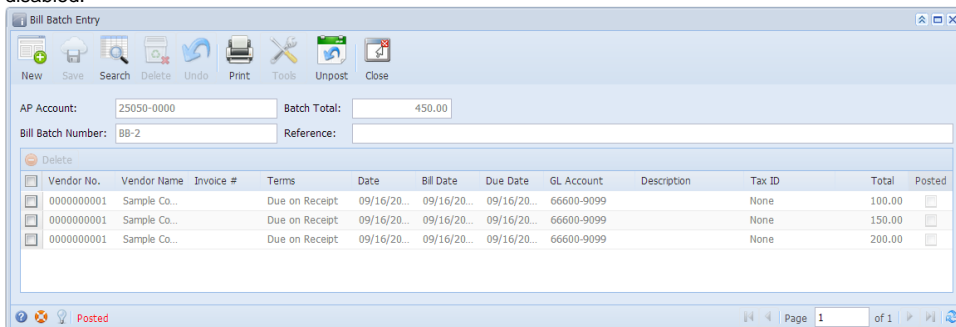 disabled.
Bill Batch Entry
New Save Search Delete Undo Print Tools Unpost Close
AP Account: 25050-0000 Batch Total: 450.00
Bill Batch Number: BB-2 Reference:
Delete
Vendor No. Vendor Name Invoice # Terms Date Bill Date Due Date GL Account Description Tax ID Total Posted
0000000001 Sample Co... Due on Receipt 09/16/20... 09/16/20... 09/16/20... 66600-9099 None 100.00
0000000001 Sample Co... Due on Receipt 09/16/20... 09/16/20... 09/16/20... 66600-9099 None 150.00
0000000001 Sample Co... Due on Receipt 09/16/20... 09/16/20... 09/16/20... 66600-9099 None 200.00
Posted Page 1 of 1